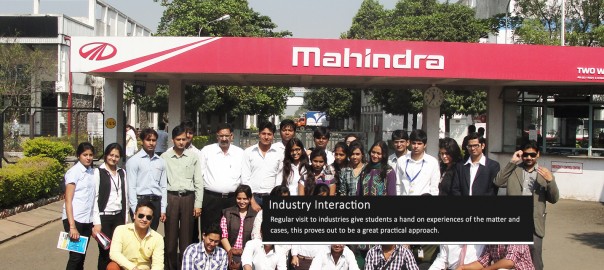 Mahindra
TWO W
Industry Interaction
Regular visit to industries give students a hand on experiences of the matter and
cases, this proves out to be a great practical approach.